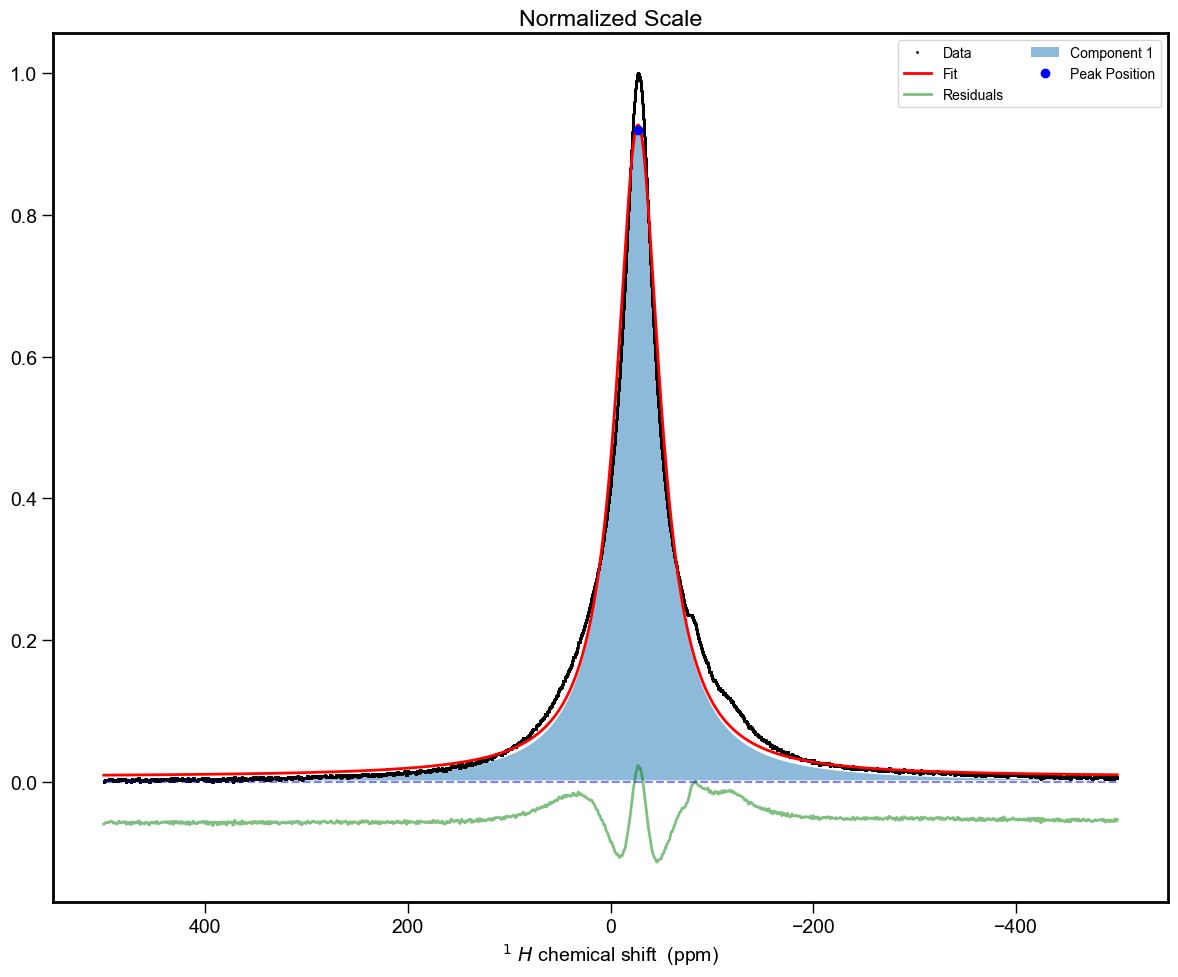 Normalized Scale
Data
Fit
Residuals
Component 1
Peak Position
1.0
0.8
0.6
0.4
0.2
0.0
400
200
0
−200
−400
¹ H chemical shift (ppm)